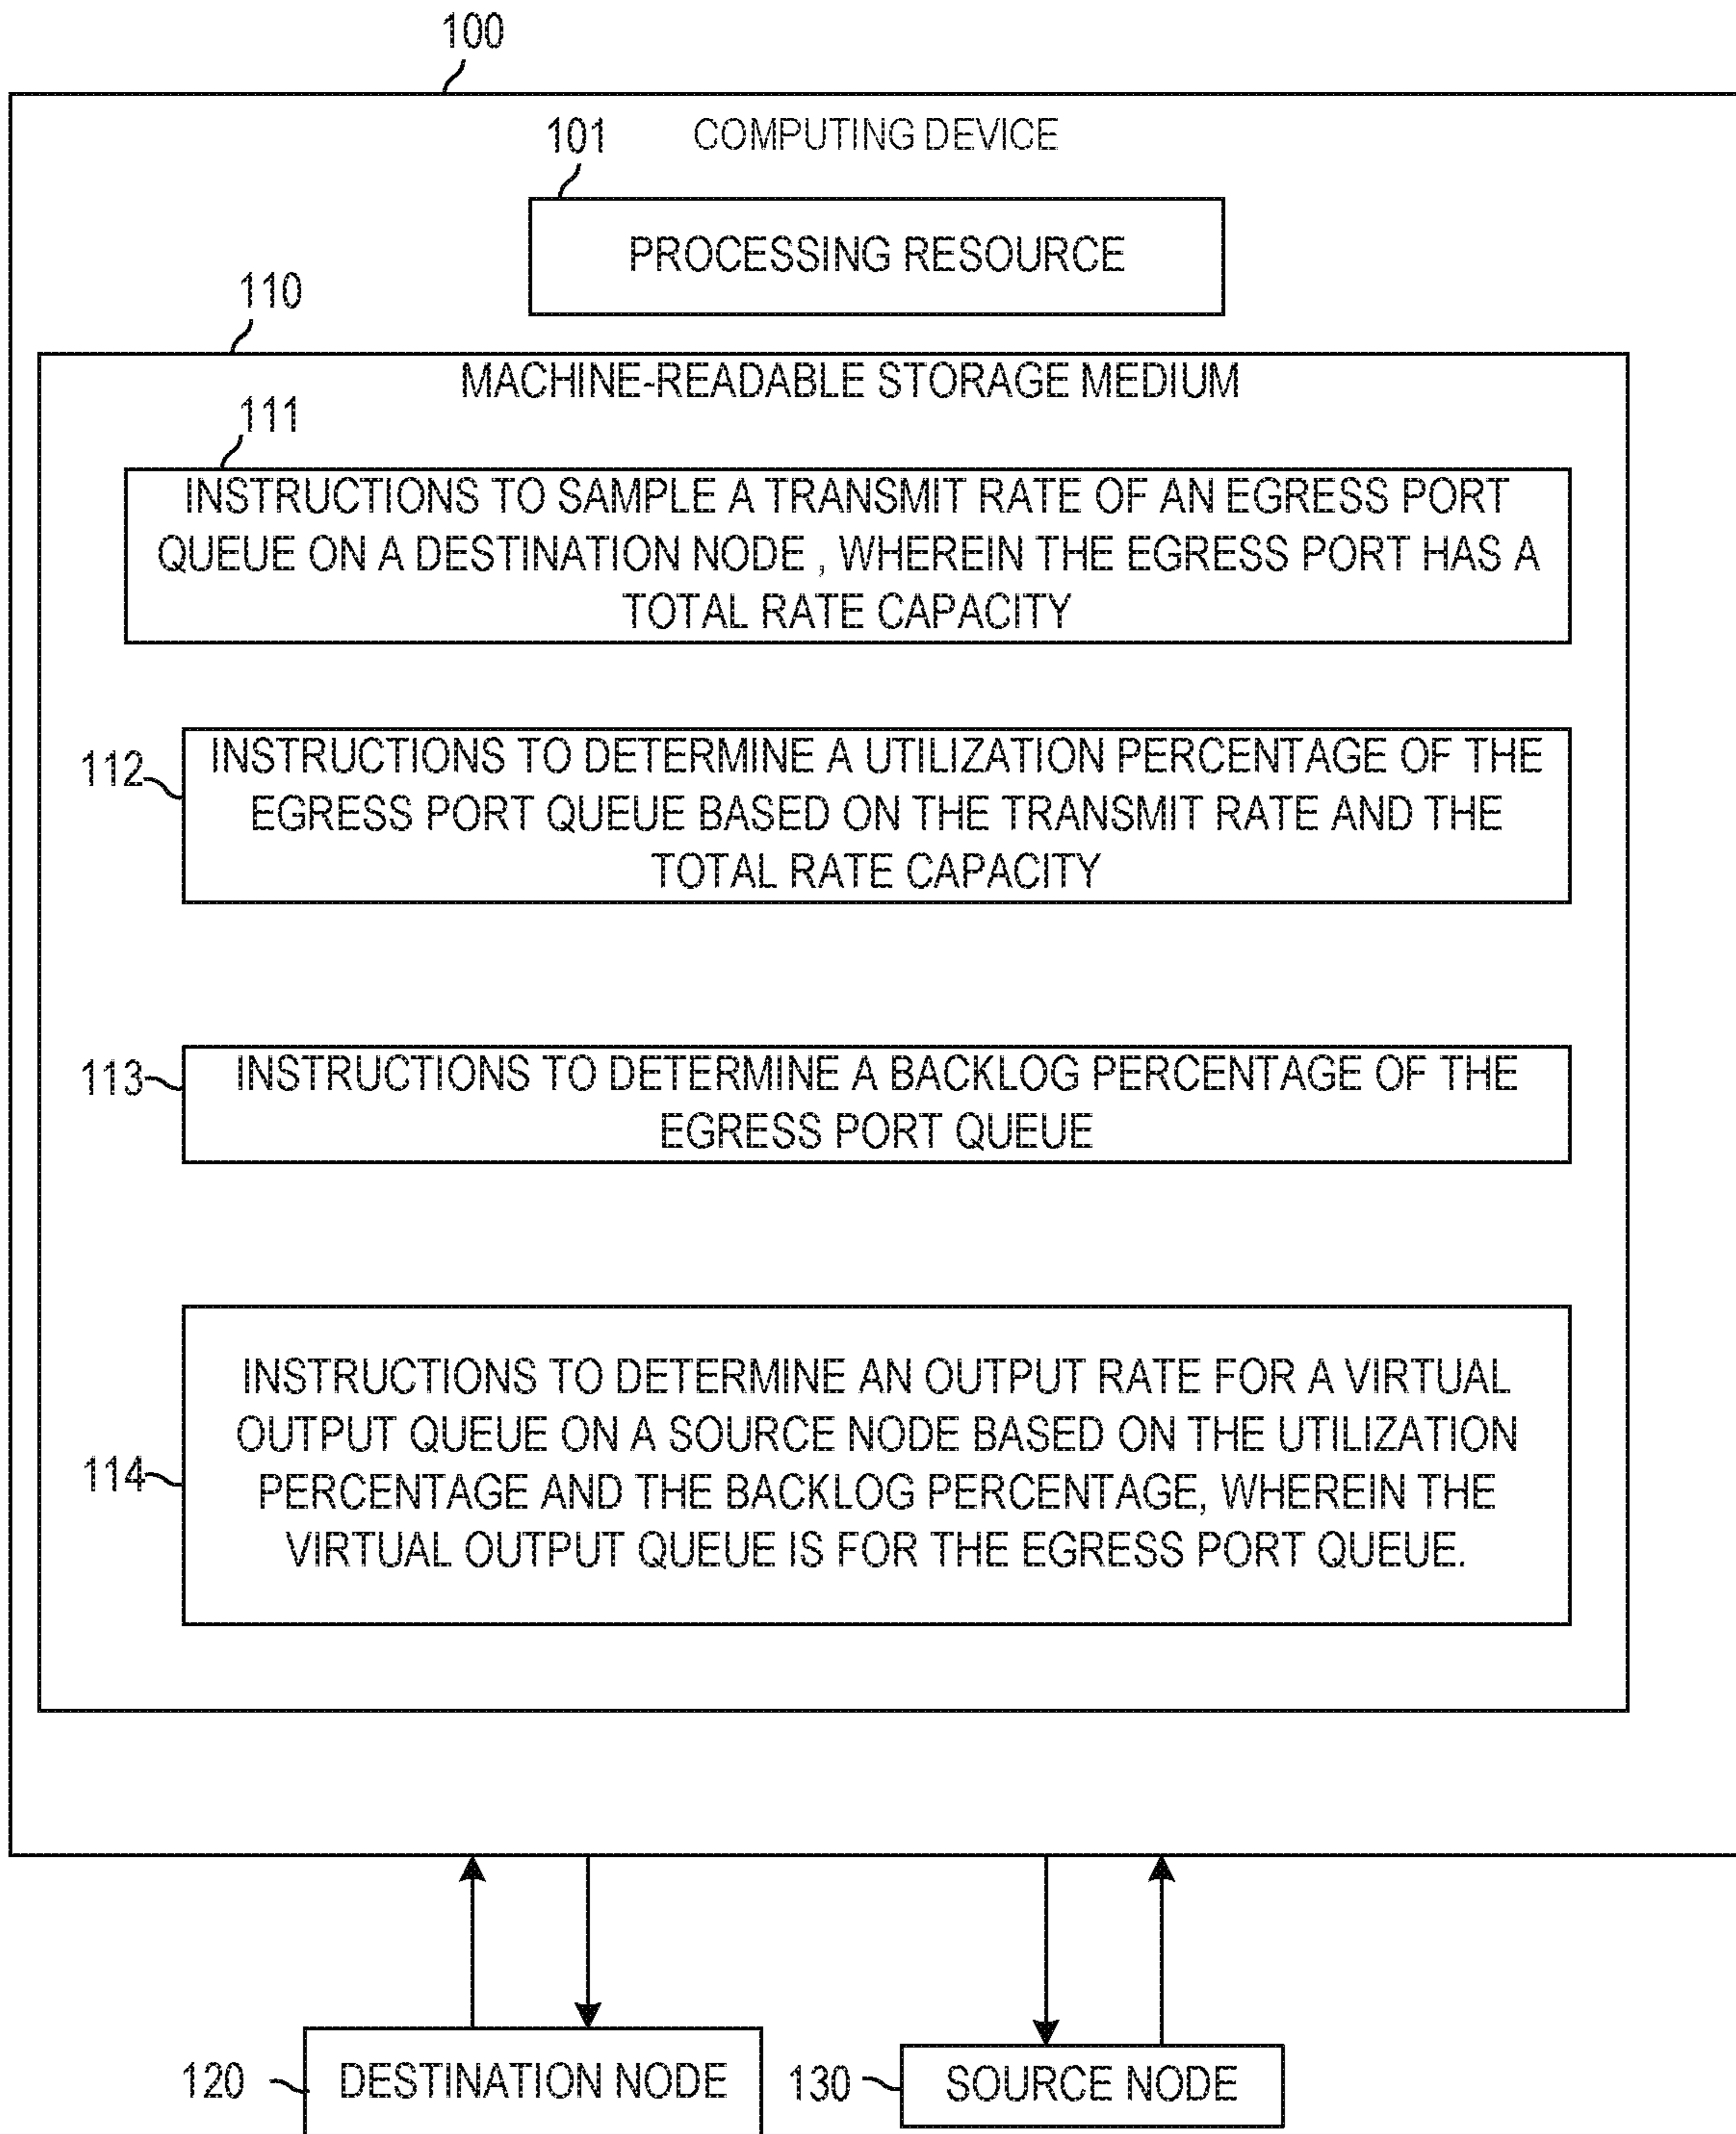 100
COMPUTING DEVICE
101
PROCESSING RESOURCE
110
MACHINE-READABLE STORAGE MEDIUM
111
INSTRUCTIONS TO SAMPLE A TRANSMIT RATE OF AN EGRESS PORT
QUEUE ON A DESTINATION NODE , WHEREIN THE EGRESS PORT HAS A
TOTAL RATE CAPACITY
112
INSTRUCTIONS TO DETERMINE A UTILIZATION PERCENTAGE OF THE
EGRESS PORT QUEUE BASED ON THE TRANSMIT RATE AND THE
TOTAL RATE CAPACITY
113
INSTRUCTIONS TO DETERMINE A BACKLOG PERCENTAGE OF THE
EGRESS PORT QUEUE
114
INSTRUCTIONS TO DETERMINE AN OUTPUT RATE FOR A VIRTUAL
OUTPUT QUEUE ON A SOURCE NODE BASED ON THE UTILIZATION
PERCENTAGE AND THE BACKLOG PERCENTAGE, WHEREIN THE
VIRTUAL OUTPUT QUEUE IS FOR THE EGRESS PORT QUEUE.
120
DESTINATION NODE
130
SOURCE NODE